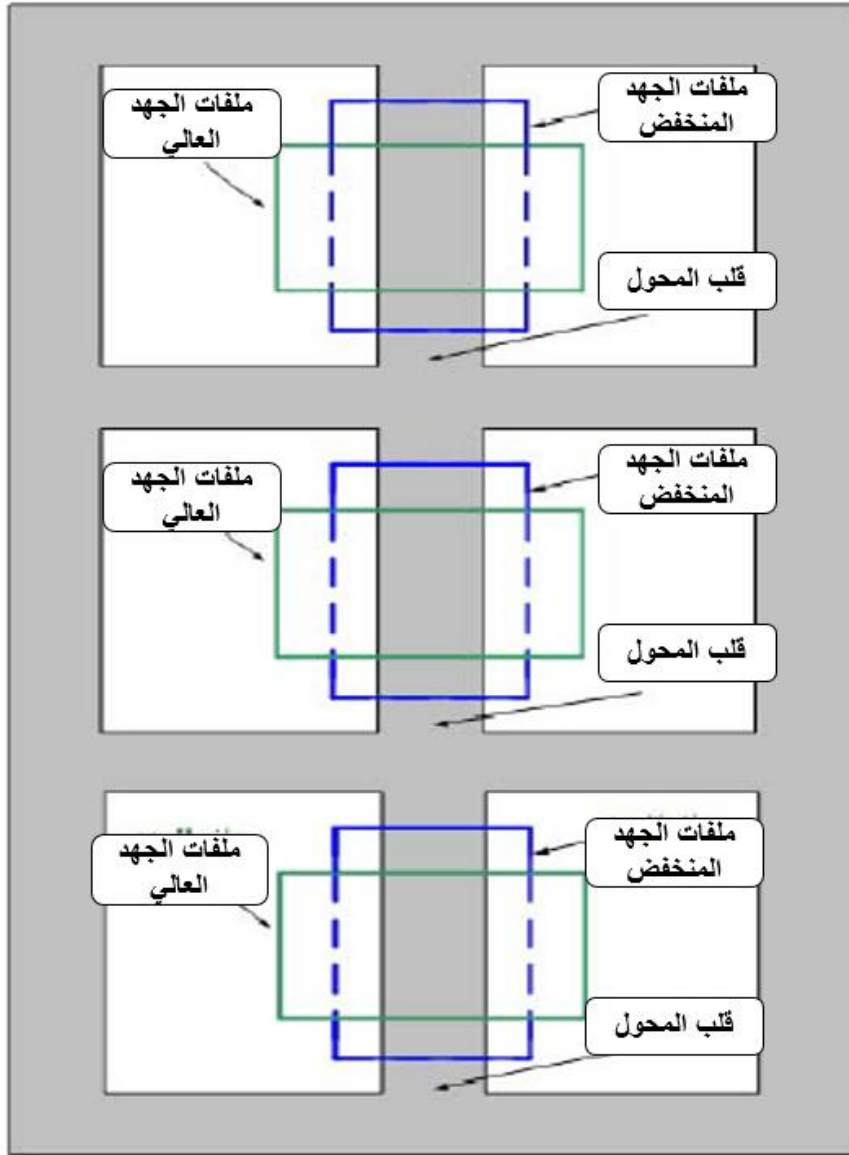 ملفات الجهد
المنخفض
ملفات الجهد
العالي
قلب المحول
ملفات الجهد
المنخفض
ملفات الجهد
العالي
قلب المحول
ملفات الجهد
المنخفض
ملفات الجهد
العالي
قلب المحول